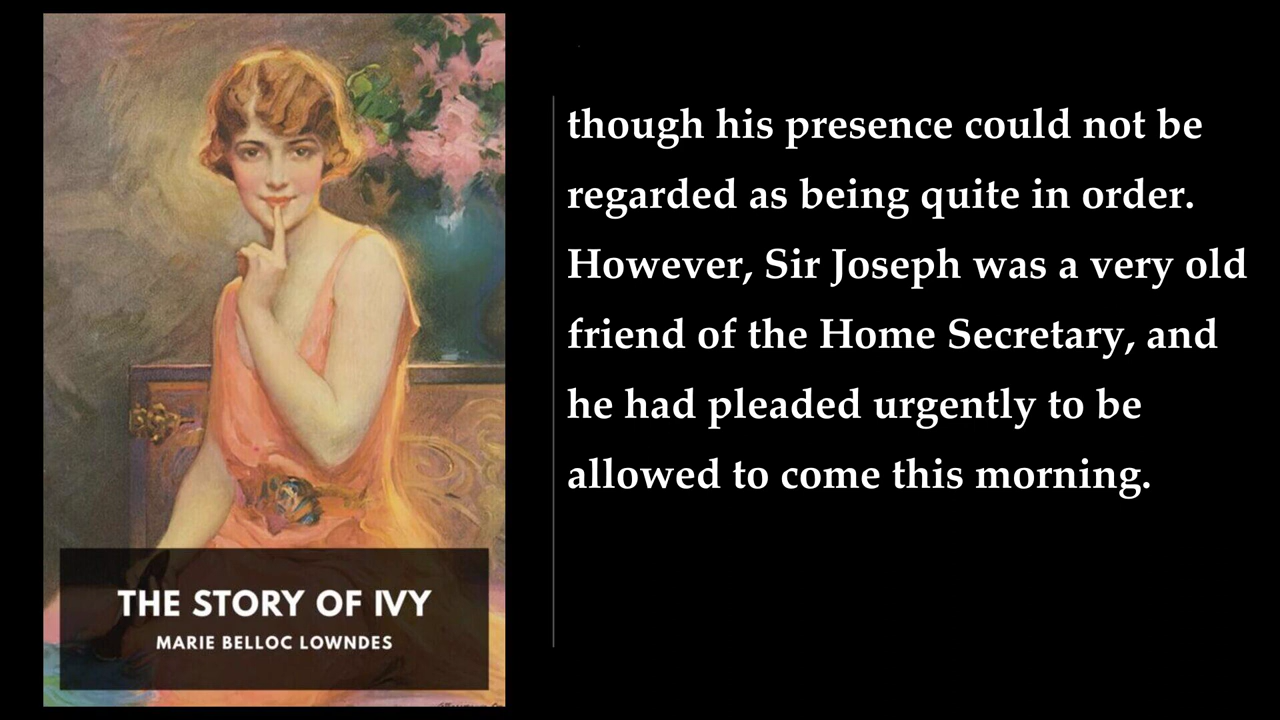 THE STORY OF IVY
MARIE BELLOC LOWNDES
though his presence could not be
regarded as being quite in order.
However, Sir Joseph was a very old
friend of the Home Secretary, and
he had pleaded urgently to be
allowed to come this morning.